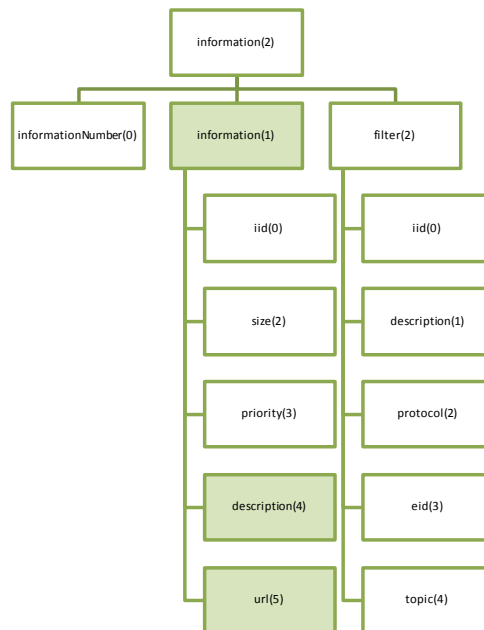 information(2)
informationNumber(0)
information(1)
filter(2)
iid(0)
iid(0)
size(2)
description(1)
priority(3)
protocol(2)
description(4)
eid(3)
url(5)
topic(4)